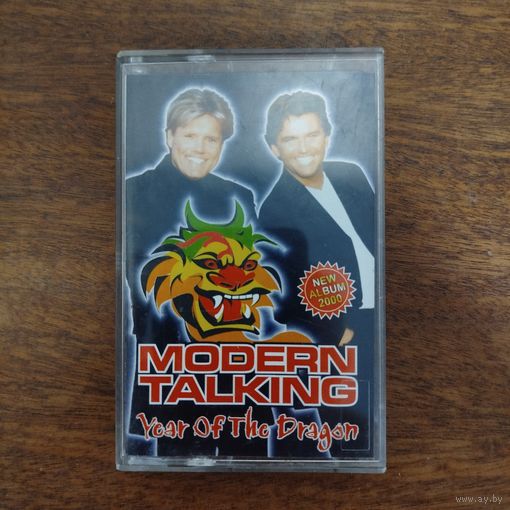 NEW
ALBUM
2000
MODERN
TALKING
Year Of The Dragon
www.ay.by